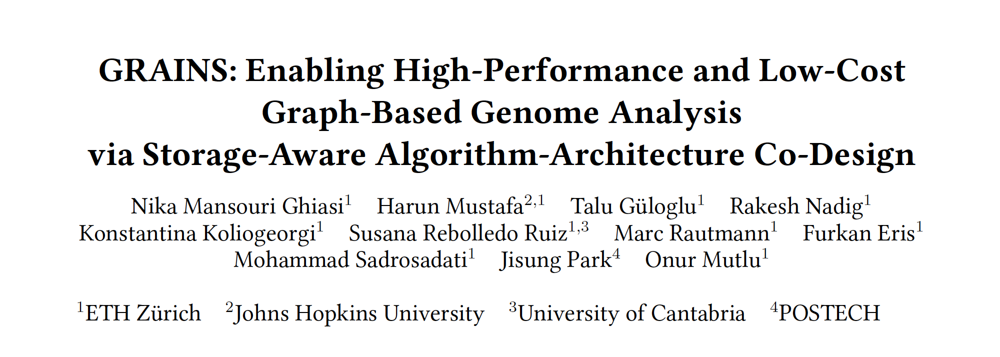 GRAINS: Enabling High-Performance and Low-Cost
Graph-Based Genome Analysis
via Storage-Aware Algorithm-Architecture Co-Design
Nika Mansouri Ghiasi¹ Harun Mustafa²,¹ Talu Güloglu¹ Rakesh Nadig¹
Konstantina Koliogeorgi¹ Susana Rebolledo Ruiz¹,³ Marc Rautmann¹ Furkan Eris¹
Mohammad Sadrosadati¹ Jisung Park⁴ Onur Mutlu¹
¹ETH Zürich ²Johns Hopkins University ³University of Cantabria ⁴POSTECH